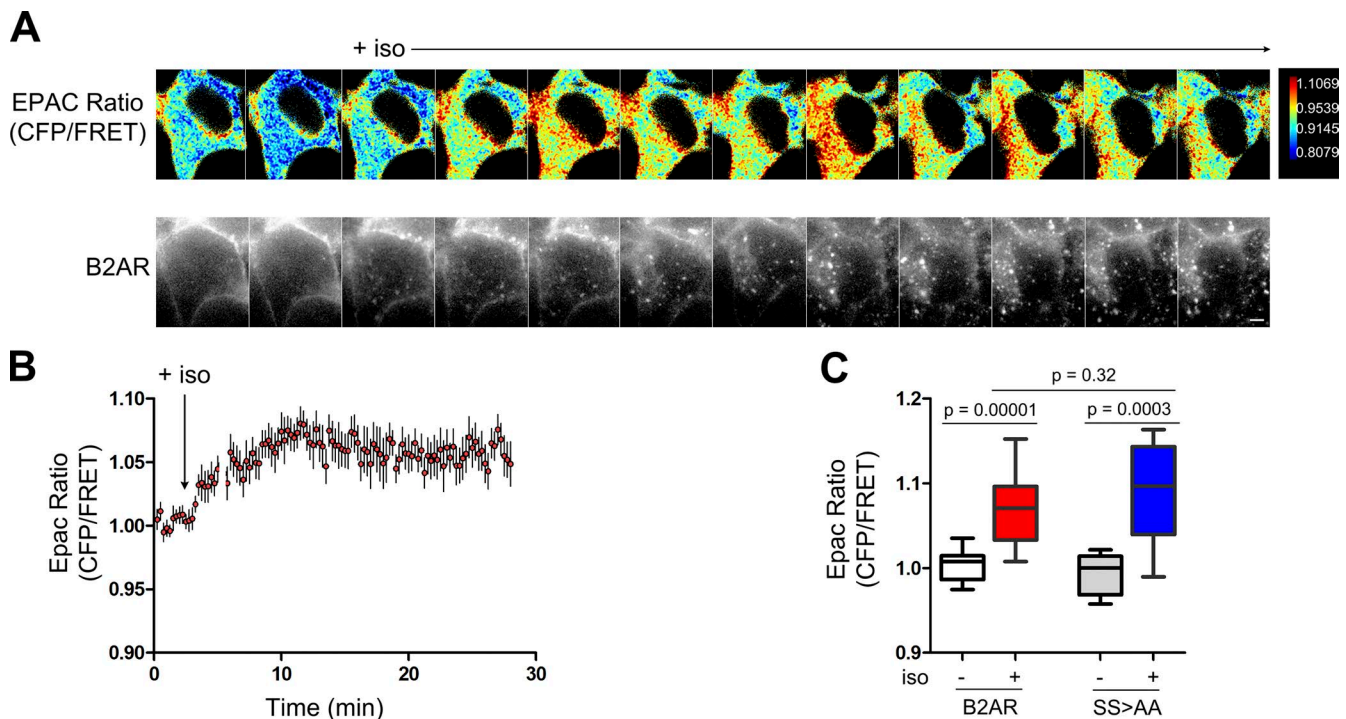 A
+ iso
EPAC Ratio
(CFP/FRET)
1.1069
0.9539
0.9145
0.8079
B2AR
B
+ iso
1.10
1.05
1.00
0.95
0.90
Epac Ratio
(CFP/FRET)
0
10
20
30
Time (min)
C
p = 0.32
p = 0.00001
p = 0.0003
1.2
1.1
1.0
0.9
Epac Ratio
(CFP/FRET)
iso - + - +
B2AR
SS>AA